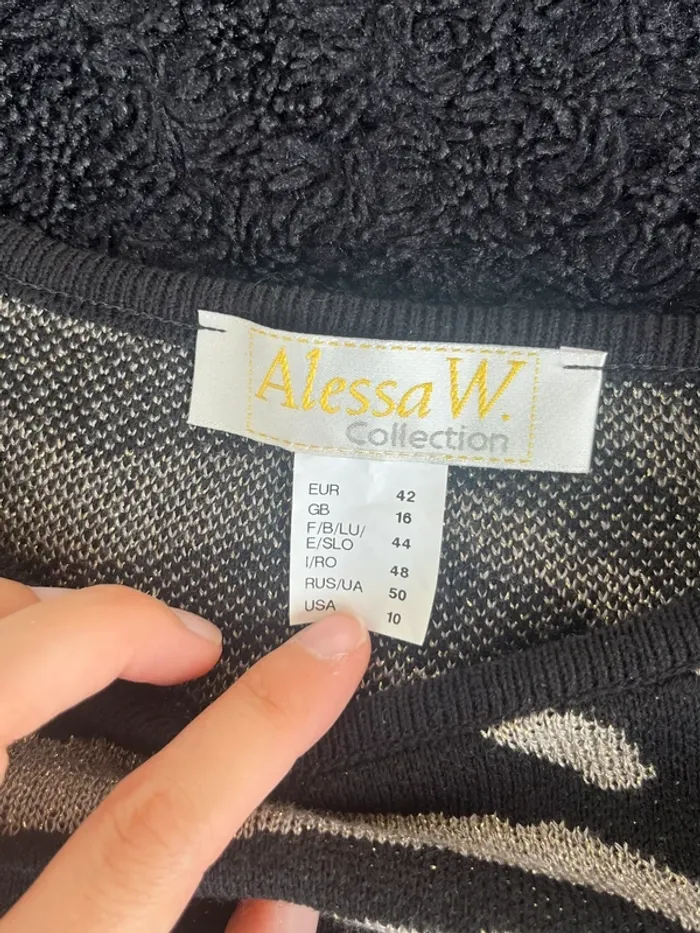 Alessa W.
Collection
EUR 42
GB 16
F/B/LU/
E/SLO 44
I/RO 48
RUS/UA 50
USA 10